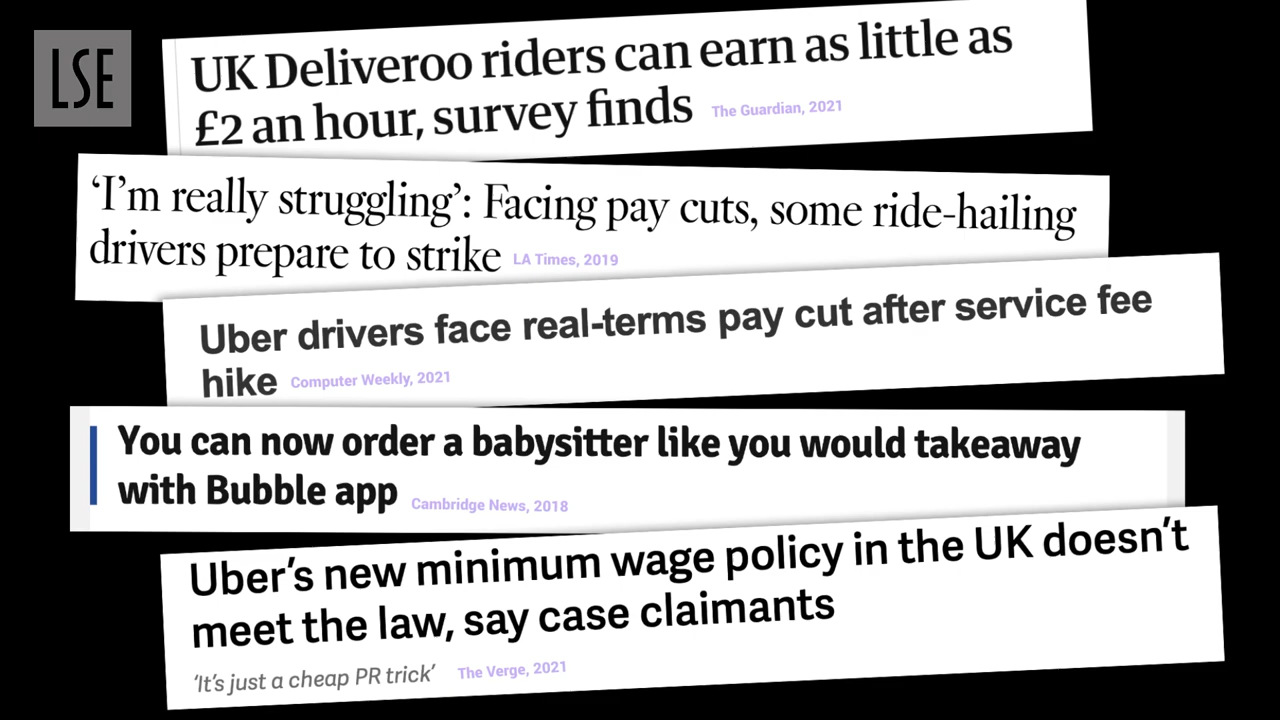 LSE
UK Deliveroo riders can earn as little as
£2 an hour, survey finds The Guardian, 2021
‘I’m really struggling’: Facing pay cuts, some ride-hailing
drivers prepare to strike LA Times, 2019
Uber drivers face real-terms pay cut after service fee
hike Computer Weekly, 2021
You can now order a babysitter like you would takeaway
with Bubble app Cambridge News, 2018
Uber’s new minimum wage policy in the UK doesn’t
meet the law, say case claimants
‘It’s just a cheap PR trick’ The Verge, 2021